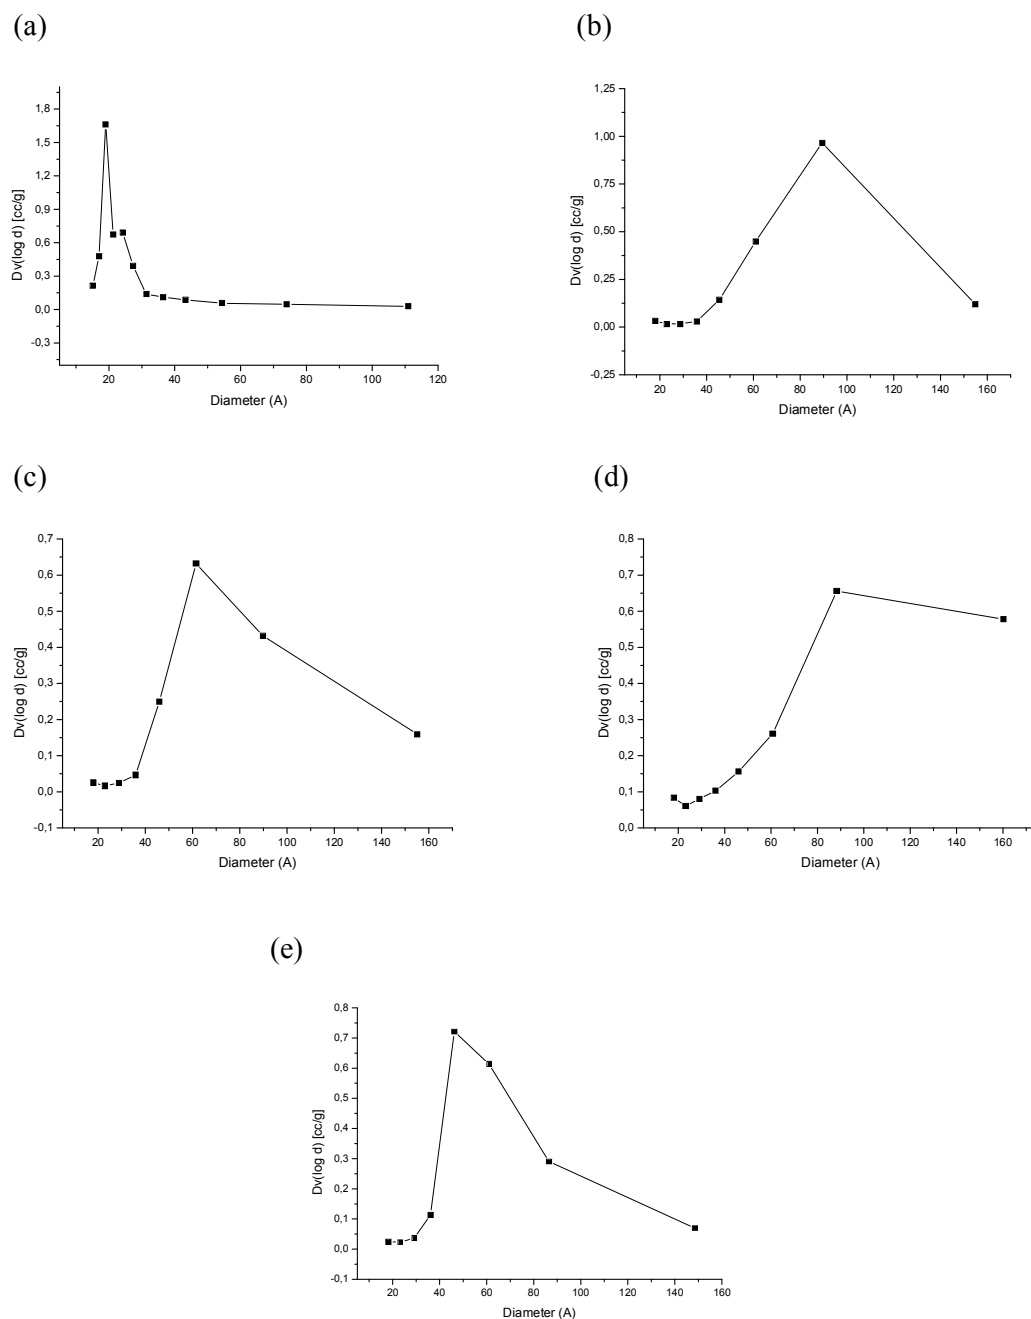 (a)
(b)
Dv(log d) [cc/g]
1,8
1,5
1,2
0,9
0,6
0,3
0,0
-0,3
20 40 60 80 100 120
Diameter (A)
Dv(log d) [cc/g]
1,25
1,00
0,75
0,50
0,25
0,00
-0,25
20 40 60 80 100 120 140 160
Diameter (A)
(c)
(d)
Dv(log d) [cc/g]
0,7
0,6
0,5
0,4
0,3
0,2
0,1
0,0
-0,1
20 40 60 80 100 120 140 160
Diameter (A)
Dv(log d) [cc/g]
0,8
0,7
0,6
0,5
0,4
0,3
0,2
0,1
0,0
20 40 60 80 100 120 140 160
Diameter (A)
(e)
Dv(log d) [cc/g]
0,8
0,7
0,6
0,5
0,4
0,3
0,2
0,1
0,0
-0,1
20 40 60 80 100 120 140 160
Diameter (A)